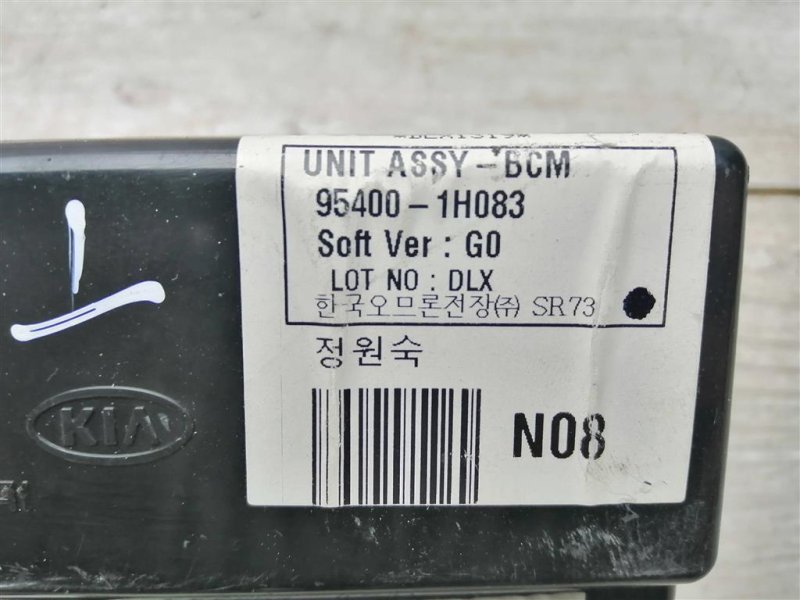 UNIT ASSY-BCM
95400-1H083
Soft Ver : G0
LOT NO : DLX
한국오므론전장㈜ SR73
정원숙
N08
KIA